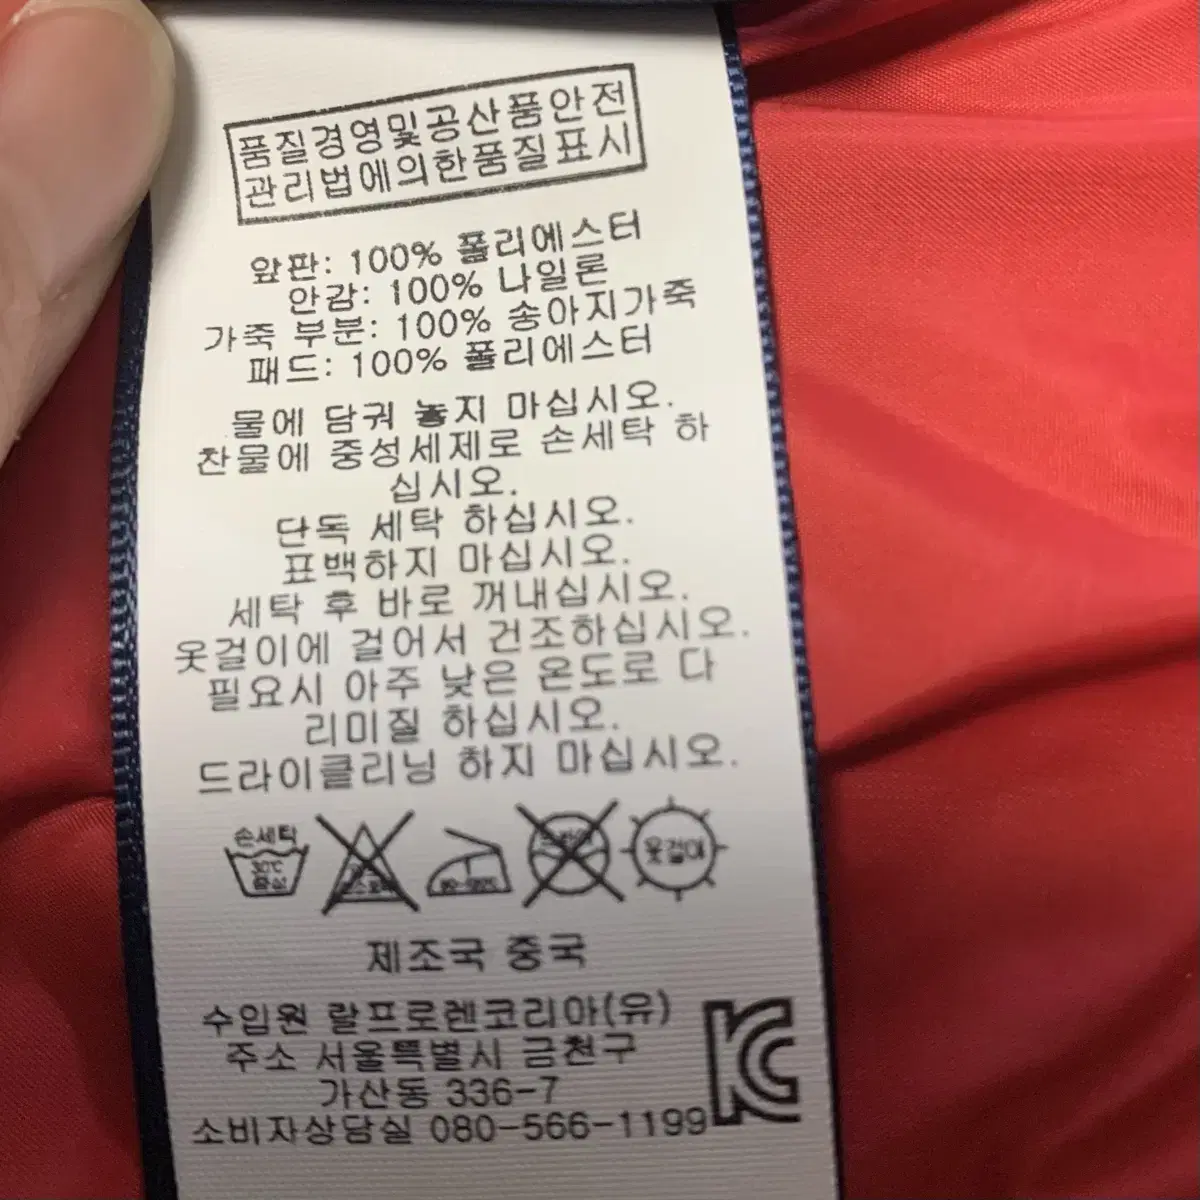 품질경영및공산품안전
관리법에의한품질표시
앞판: 100% 폴리에스터
안감: 100% 나일론
가죽 부분: 100% 송아지가죽
패드: 100% 폴리에스터
물에 담궈 놓지 마십시오.
찬물에 중성세제로 손세탁 하
십시오.
단독 세탁 하십시오.
표백하지 마십시오.
세탁 후 바로 꺼내십시오.
옷걸이에 걸어서 건조하십시오.
필요시 아주 낮은 온도로 다
리미질 하십시오.
드라이클리닝 하지 마십시오.
손세탁
30℃
중성
옷걸이
제조국 중국
수입원 랄프로렌코리아(유)
주소 서울특별시 금천구
가산동 336-7
소비자상담실 080-566-1199